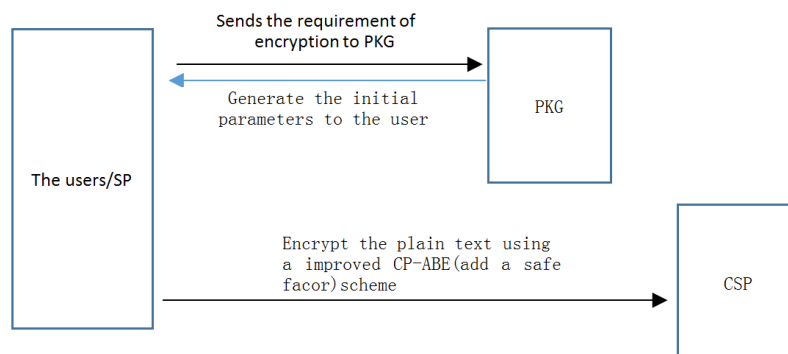 Sends the requirement of
encryption to PKG
Generate the initial
parameters to the user
PKG
The users/SP
Encrypt the plain text using
a improved CP-ABE(add a safe
facor)scheme
CSP